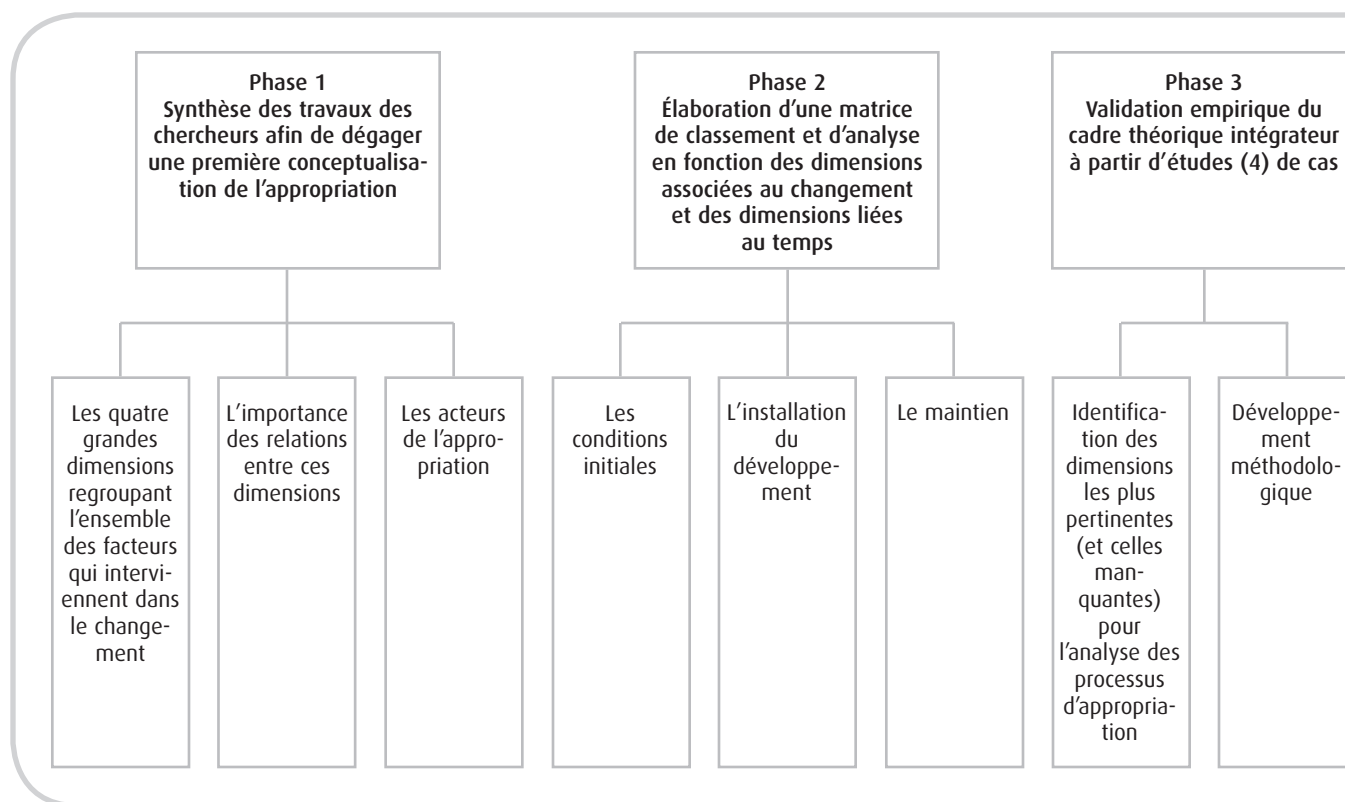 Phase 1
Synthèse des travaux des
chercheurs afin de dégager
une première conceptualisa-
tion de l’appropriation
Phase 2
Élaboration d’une matrice
de classement et d’analyse
en fonction des dimensions
associées au changement
et des dimensions liées
au temps
Phase 3
Validation empirique du
cadre théorique intégrateur
à partir d’études (4) de cas
Les quatre
grandes
dimensions
regroupant
l’ensemble
des facteurs
qui intervi-
ennent dans
le change-
ment
L’importance
des relations
entre ces
dimensions
Les acteurs
de l’appro-
priation
Les
conditions
initiales
L’installation
du
développe-
ment
Le maintien
Identifica-
tion des
dimensions
les plus
pertinentes
(et celles
man-
quantes)
pour
l’analyse des
processus
d’appropria-
tion
Développe-
ment
méthodolo-
gique